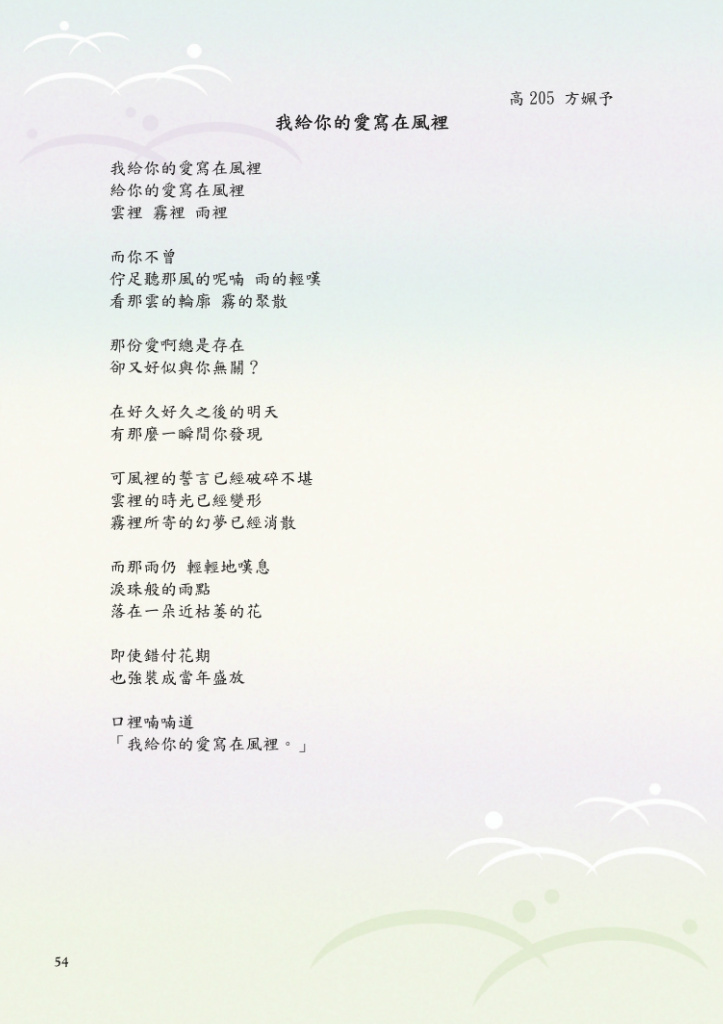 高 205 方姵予
我給你的愛寫在風裡
我給你的愛寫在風裡
給你的愛寫在風裡
雲裡 霧裡 雨裡
而你不曾
佇足聽那風的呢喃 雨的輕嘆
看那雲的輪廓 霧的聚散
那份愛啊總是存在
卻又好似與你無關？
在好久好久之後的明天
有那麼一瞬間你發現
可風裡的誓言已經破碎不堪
雲裡的時光已經變形
霧裡所寄的幻夢已經消散
而那雨仍 輕輕地嘆息
淚珠般的雨點
落在一朵近枯萎的花
即使錯付花期
也強裝成當年盛放
口裡喃喃道
「我給你的愛寫在風裡。」
54